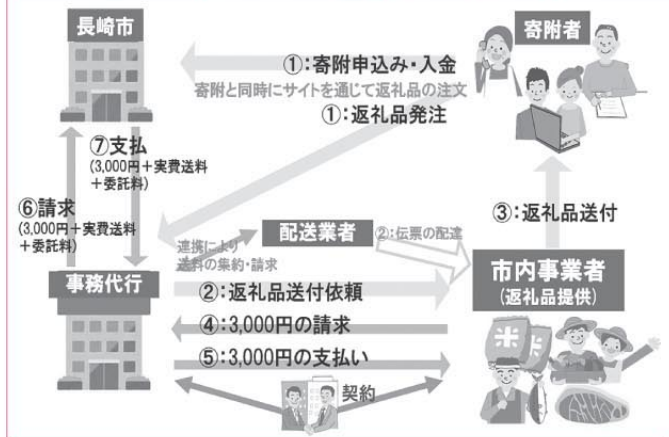 長崎市
寄附者
①:寄附申込み・入金
寄附と同時にサイトを通じて返礼品の注文
①:返礼品発注
⑦支払
(3,000円+実費送料
+委託料)
⑥請求
(3,000円+実費送料
+委託料)
③:返礼品送付
配送業者
②:伝票の配達
連携により
送料の集約・請求
事務代行
市内事業者
(返礼品提供)
②:返礼品送付依頼
④:3,000円の請求
⑤:3,000円の支払い
米
米
契約